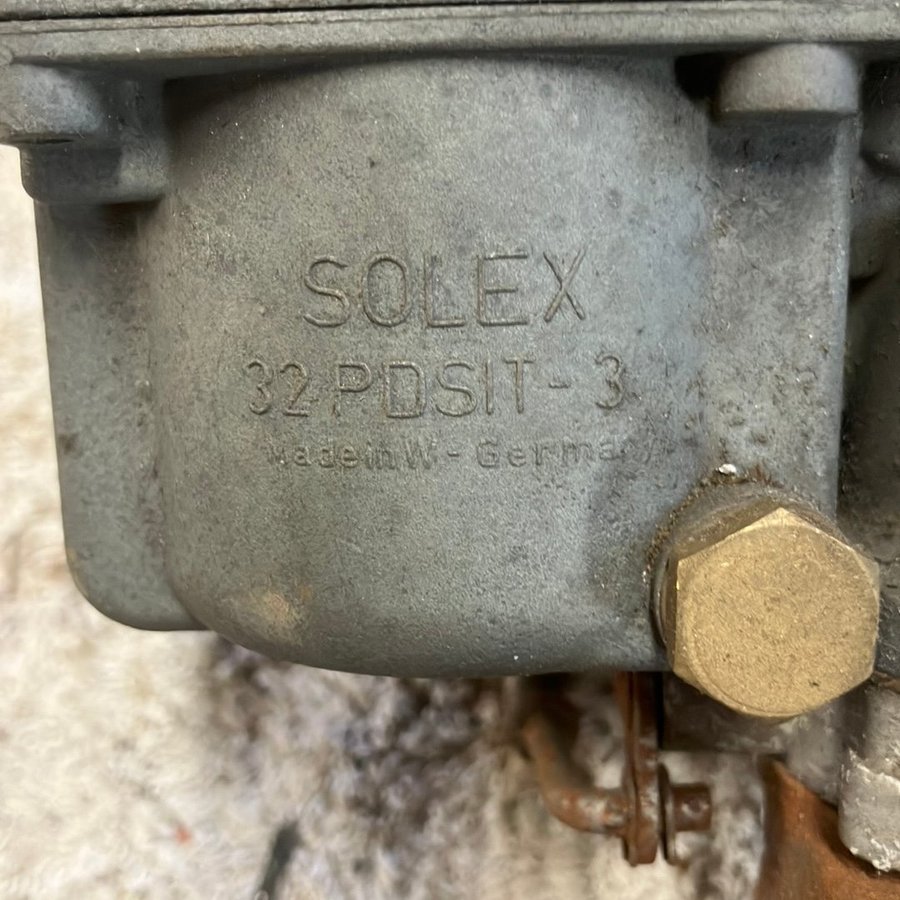 SOLEX
32 PDSIT - 3
Made in W - Germany